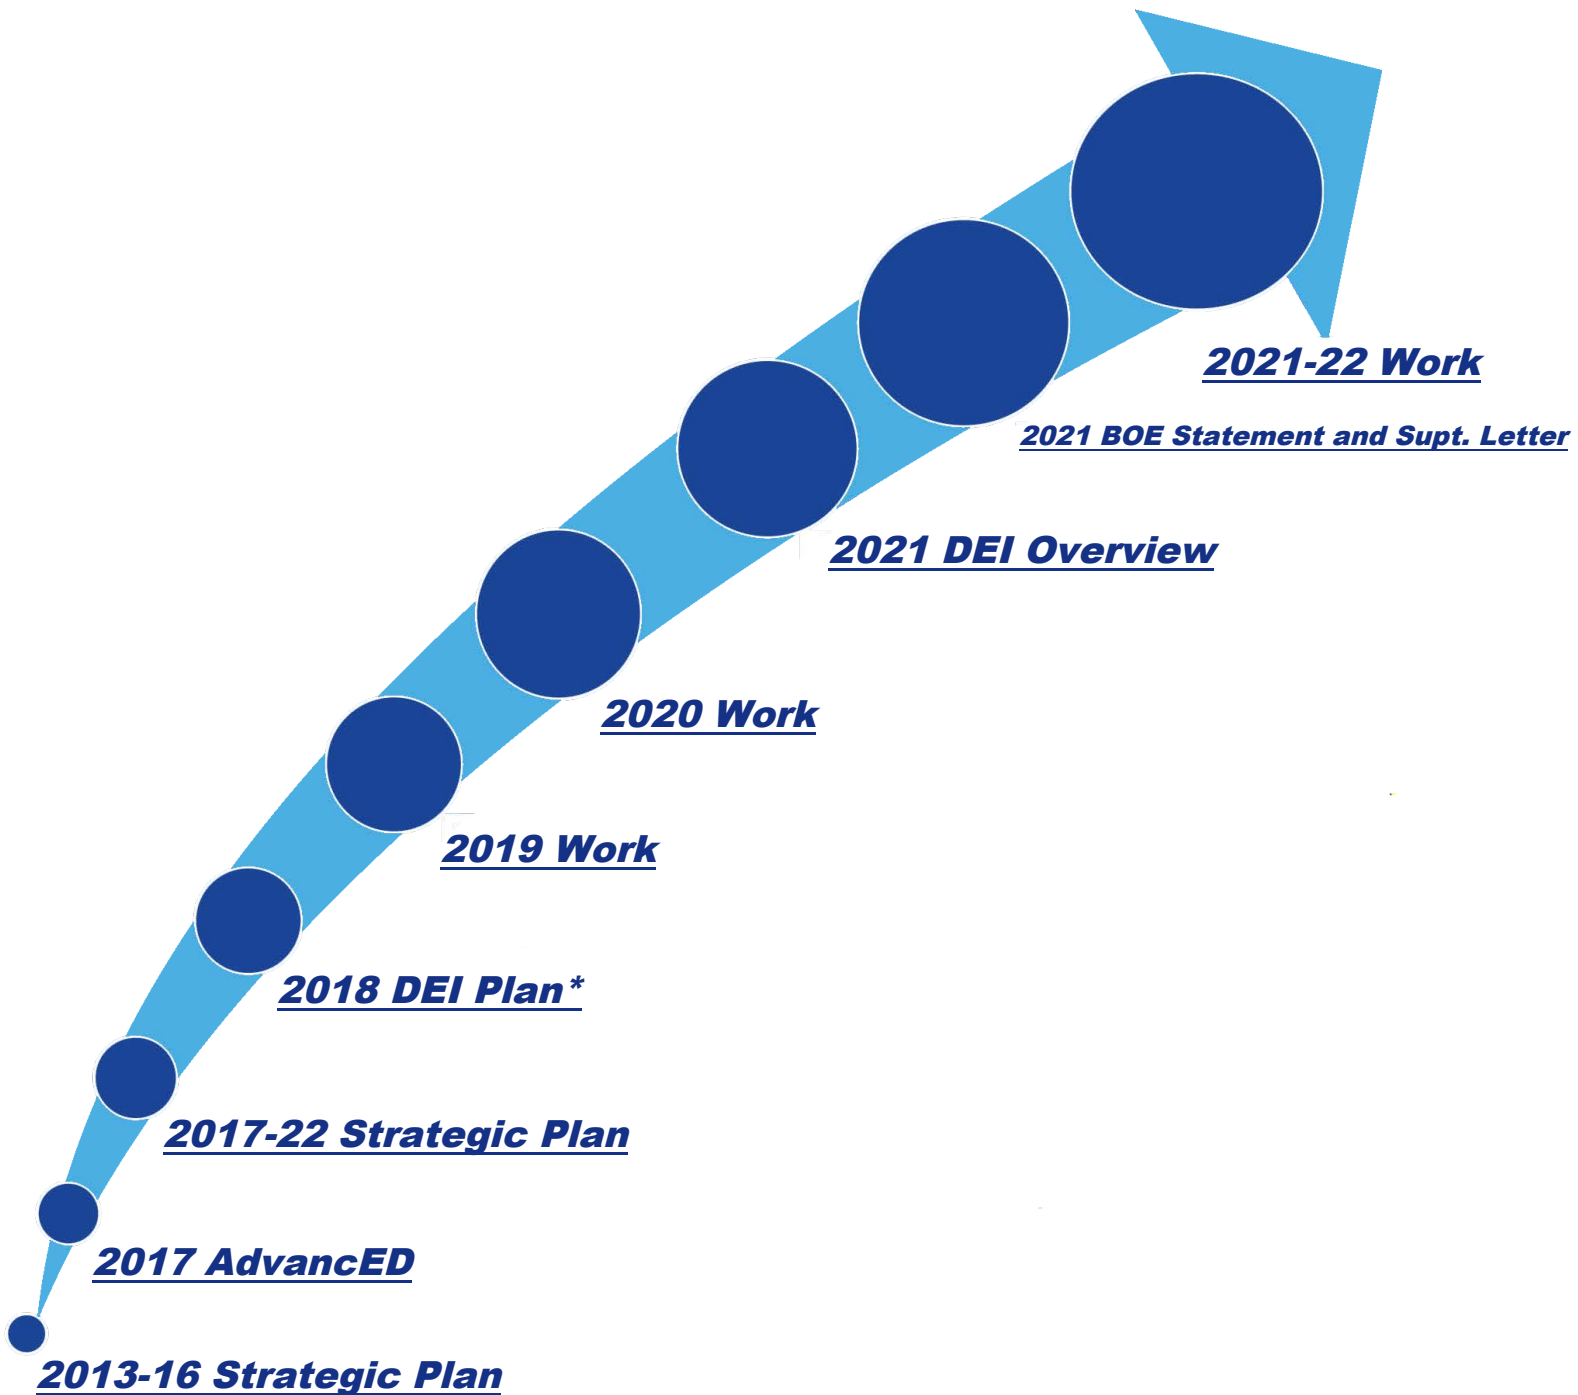 2021-22 Work
2021 BOE Statement and Supt. Letter
2021 DEI Overview
2020 Work
2019 Work
2018 DEI Plan*
2017-22 Strategic Plan
2017 AdvancED
2013-16 Strategic Plan